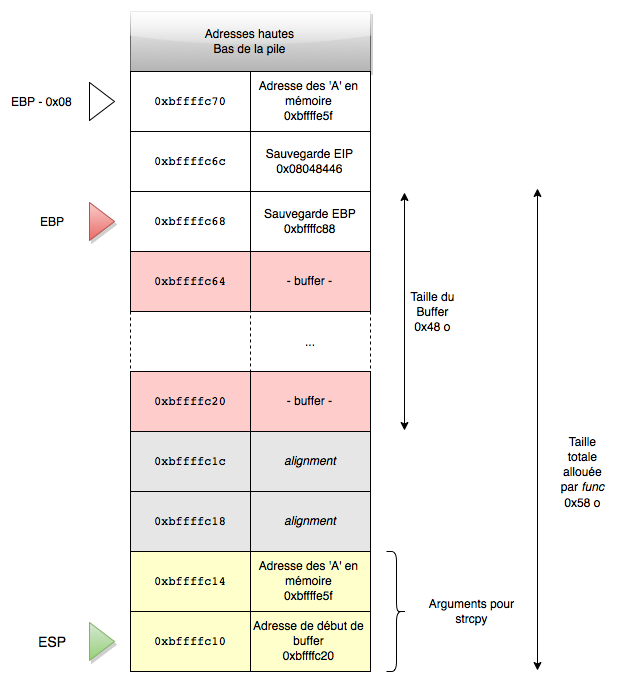 Adresses hautes
Bas de la pile
EBP - 0x08
0xbffffc70
Adresse des 'A' en
mémoire
0xbffffe5f
0xbffffc6c
Sauvegarde EIP
0x08048446
EBP
0xbffffc68
Sauvegarde EBP
0xbffffc88
0xbffffc64
- buffer -
Taille du
Buffer
0x48 o
...
0xbffffc20
- buffer -
0xbffffc1c
alignment
Taille
totale
allouée
par func
0x58 o
0xbffffc18
alignment
0xbffffc14
Adresse des 'A' en
mémoire
0xbffffe5f
Arguments pour
strcpy
ESP
0xbffffc10
Adresse de début de
buffer
0xbffffc20